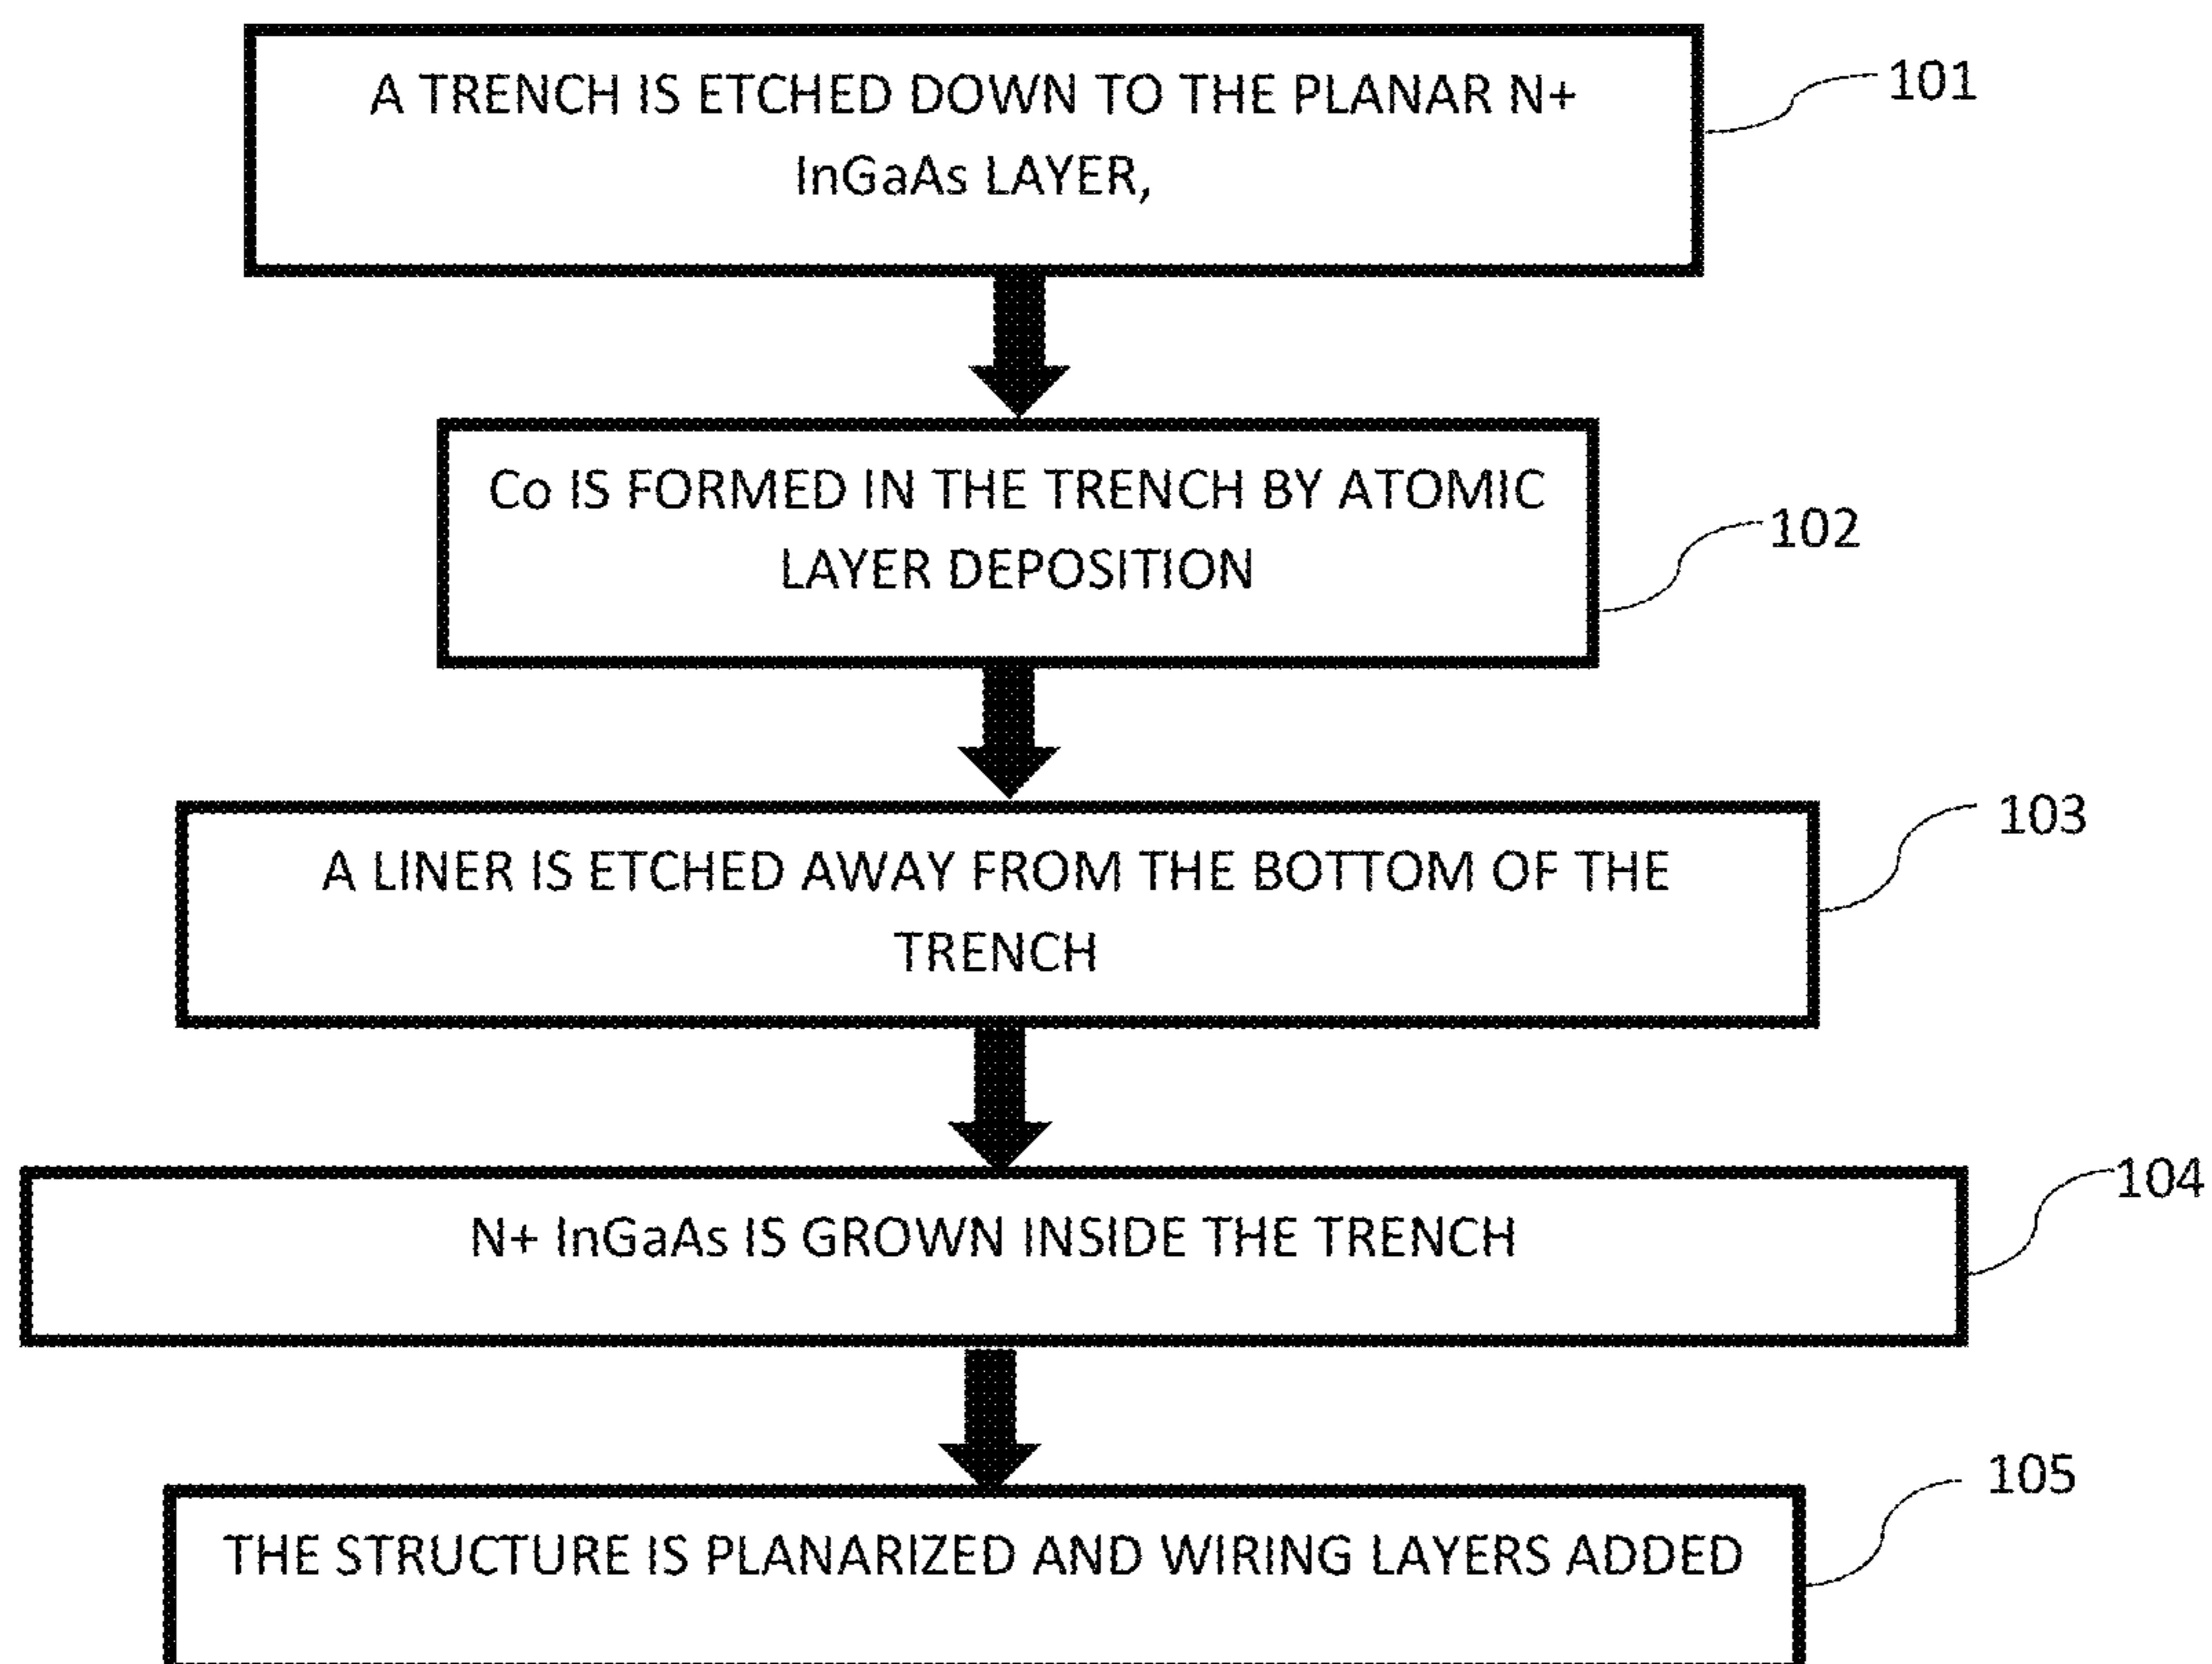 A TRENCH IS ETCHED DOWN TO THE PLANAR N+
InGaAs LAYER,
101
Co IS FORMED IN THE TRENCH BY ATOMIC
LAYER DEPOSITION
102
A LINER IS ETCHED AWAY FROM THE BOTTOM OF THE
TRENCH
103
N+ InGaAs IS GROWN INSIDE THE TRENCH
104
THE STRUCTURE IS PLANARIZED AND WIRING LAYERS ADDED
105